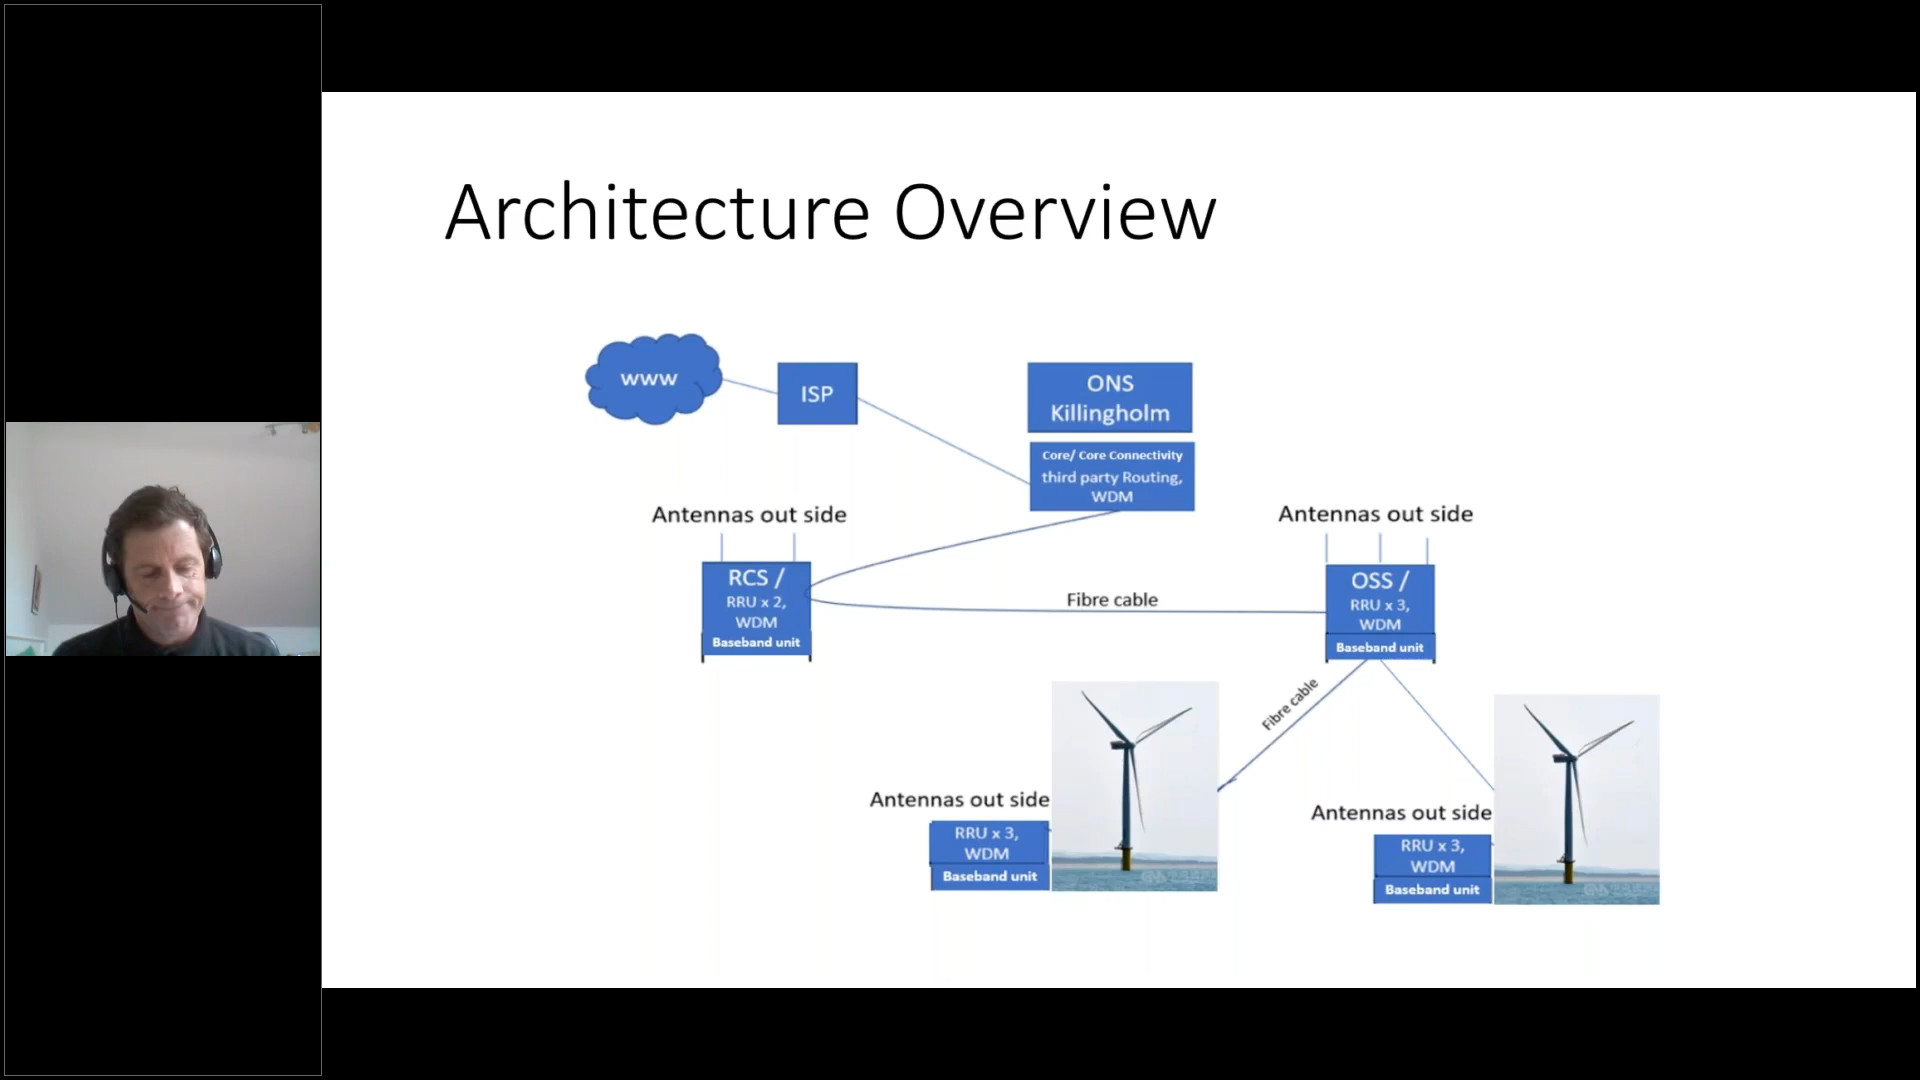 Architecture Overview
www
ISP
ONS
Killingholm
Core/ Core Connectivity
third party Routing,
WDM
Antennas out side
RCS /
RRU x 2,
WDM
Baseband unit
Fibre cable
Antennas out side
OSS /
RRU x 3,
WDM
Baseband unit
Fibre cable
Antennas out side
RRU x 3,
WDM
Baseband unit
Antennas out side
RRU x 3,
WDM
Baseband unit